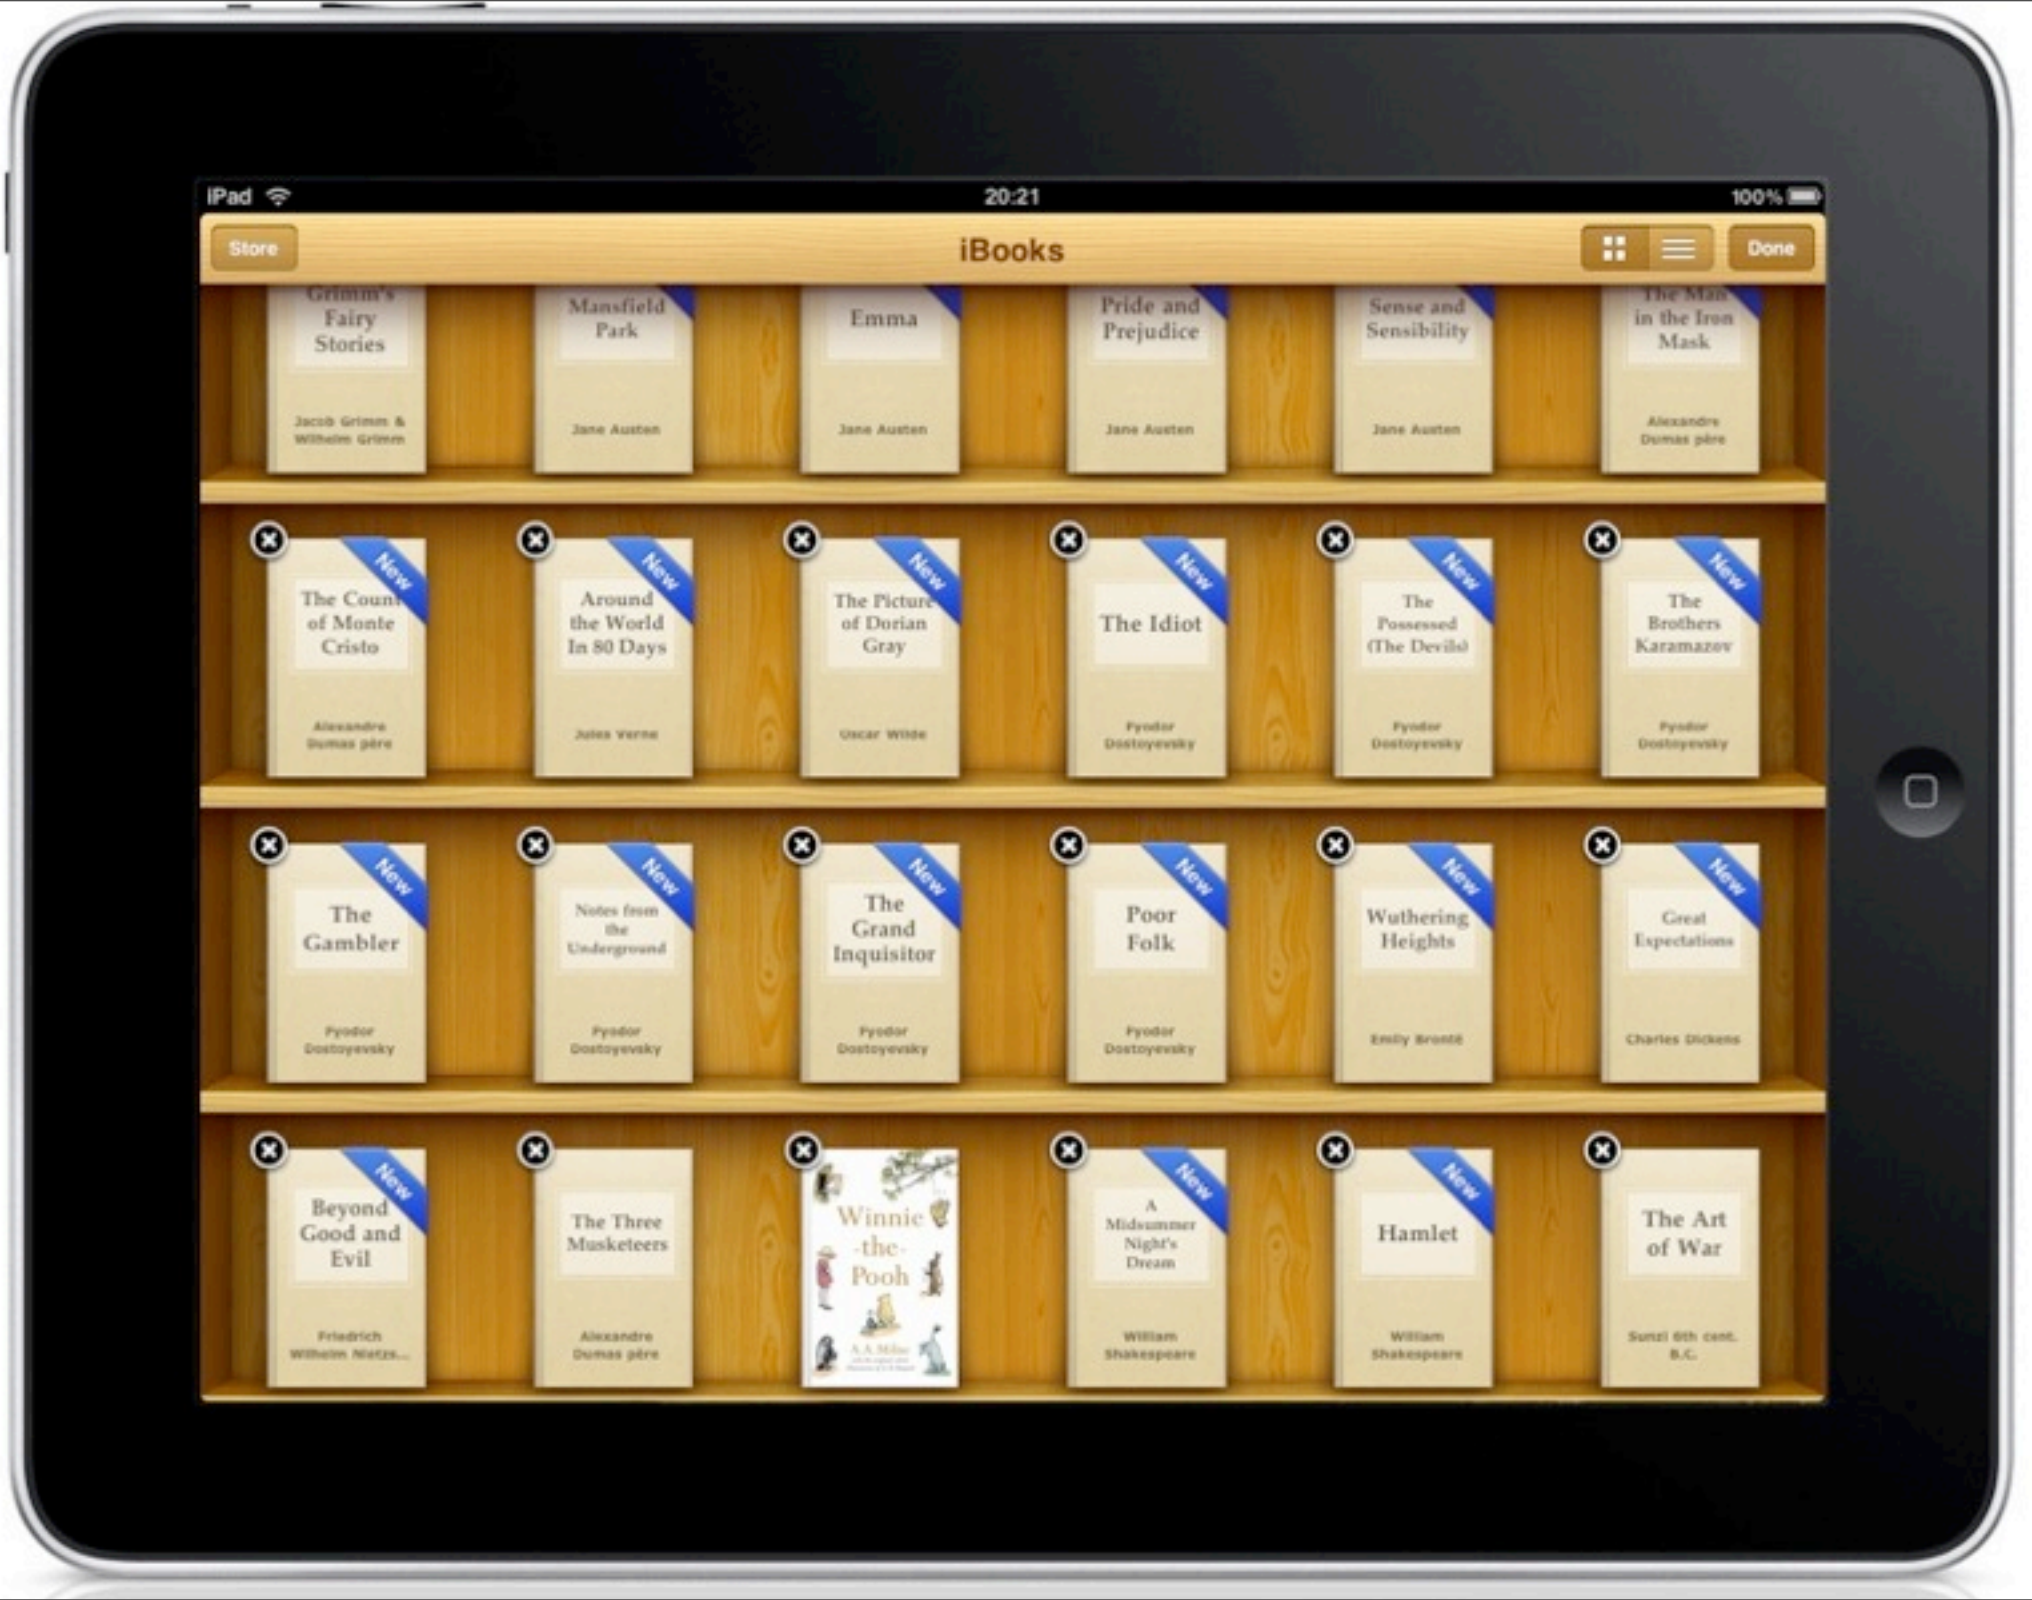 iPad
20:21
100%
Store
iBooks
Done
Grimm's
Fairy
Stories
Jacob Grimm &
Wilhelm Grimm
Mansfield
Park
Jane Austen
Emma
Jane Austen
Pride and
Prejudice
Jane Austen
Sense and
Sensibility
Jane Austen
The Man
in the Iron
Mask
Alexandre
Dumas père
New
The Count
of Monte
Cristo
Alexandre
Dumas père
New
Around
the World
In 80 Days
Jules Verne
New
The Picture
of Dorian
Gray
Oscar Wilde
New
The Idiot
Fyodor
Dostoyevsky
New
The
Possessed
(The Devils)
Fyodor
Dostoyevsky
New
The
Brothers
Karamazov
Fyodor
Dostoyevsky
New
The
Gambler
Fyodor
Dostoyevsky
New
Notes from
the
Underground
Fyodor
Dostoyevsky
New
The
Grand
Inquisitor
Fyodor
Dostoyevsky
New
Poor
Folk
Fyodor
Dostoyevsky
New
Wuthering
Heights
Emily Brontë
New
Great
Expectations
Charles Dickens
New
Beyond
Good and
Evil
Friedrich
Wilhelm Nietzs...
The Three
Musketeers
Alexandre
Dumas père
Winnie
-the-
Pooh
A.A.Milne
New
A
Midsummer
Night's
Dream
William
Shakespeare
New
Hamlet
William
Shakespeare
The Art
of War
Sunzi 6th cent.
B.C.